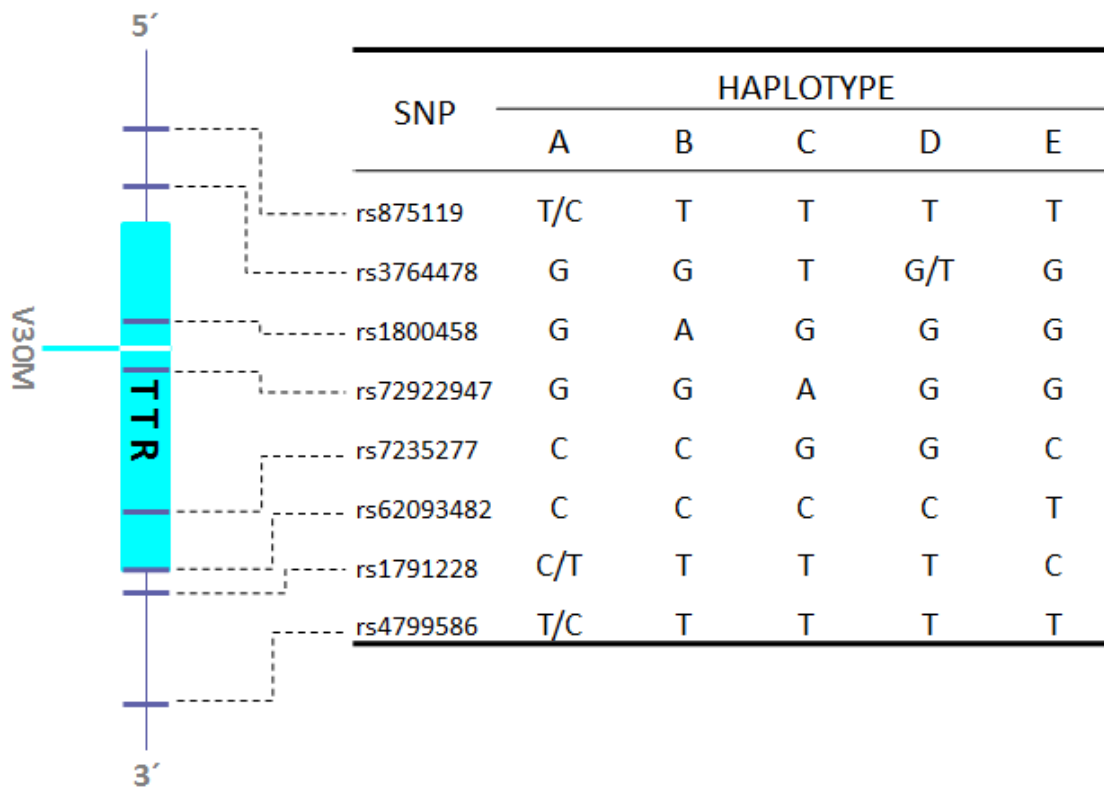 5´
HAPLOTYPE
SNP
A B C D E
rs875119 T/C T T T T
rs3764478 G G T G/T G
rs1800458 G A G G G
V30M
rs72922947 G G A G G
TTR
rs7235277 C C G G C
rs62093482 C C C C T
rs1791228 C/T T T T C
rs4799586 T/C T T T T
3´